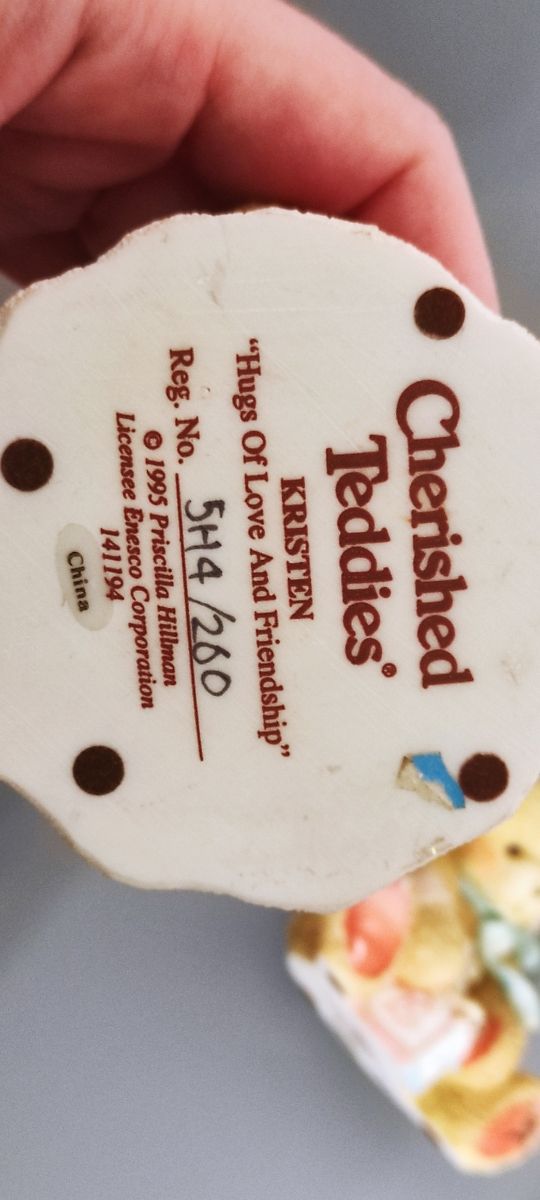 Cherished
Teddies®
KRISTEN
“Hugs Of Love And Friendship”
Reg. No. 5H4/260
© 1995 Priscilla Hillman
Licensee Enesco Corporation
141194
China